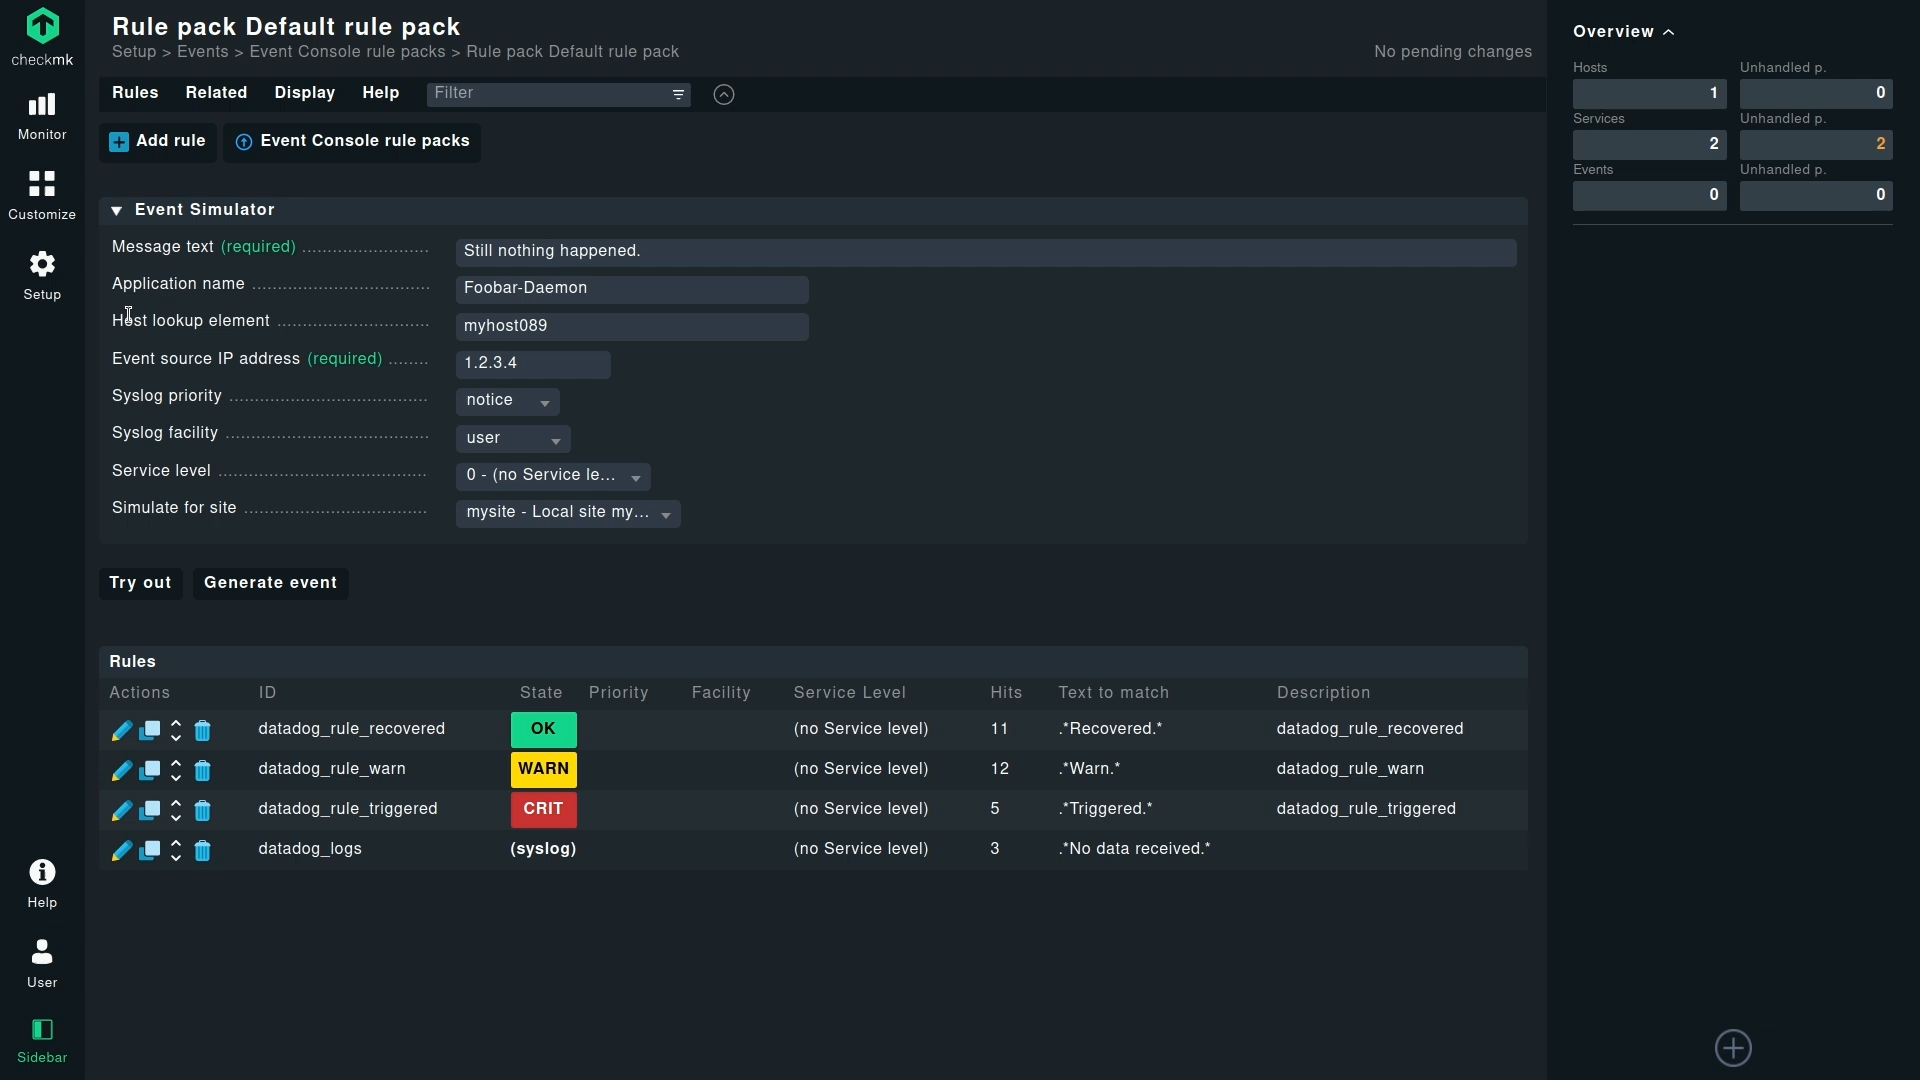 checkmk
Monitor
Customize
Setup
Help
User
Sidebar
Rule pack Default rule pack
Setup > Events > Event Console rule packs > Rule pack Default rule pack
No pending changes
Rules Related Display Help Filter
Add rule Event Console rule packs
Event Simulator
Message text (required) Still nothing happened.
Application name Foobar-Daemon
Host lookup element myhost089
Event source IP address (required) 1.2.3.4
Syslog priority notice
Syslog facility user
Service level 0 - (no Service le...
Simulate for site mysite - Local site my...
Try out Generate event
Rules
Actions ID State Priority Facility Service Level Hits Text to match Description
datadog_rule_recovered OK (no Service level) 11 .*Recovered.* datadog_rule_recovered
datadog_rule_warn WARN (no Service level) 12 .*Warn.* datadog_rule_warn
datadog_rule_triggered CRIT (no Service level) 5 .*Triggered.* datadog_rule_triggered
datadog_logs (syslog) (no Service level) 3 .*No data received.*
Overview
Hosts Unhandled p.
1 0
Services Unhandled p.
2 2
Events Unhandled p.
0 0